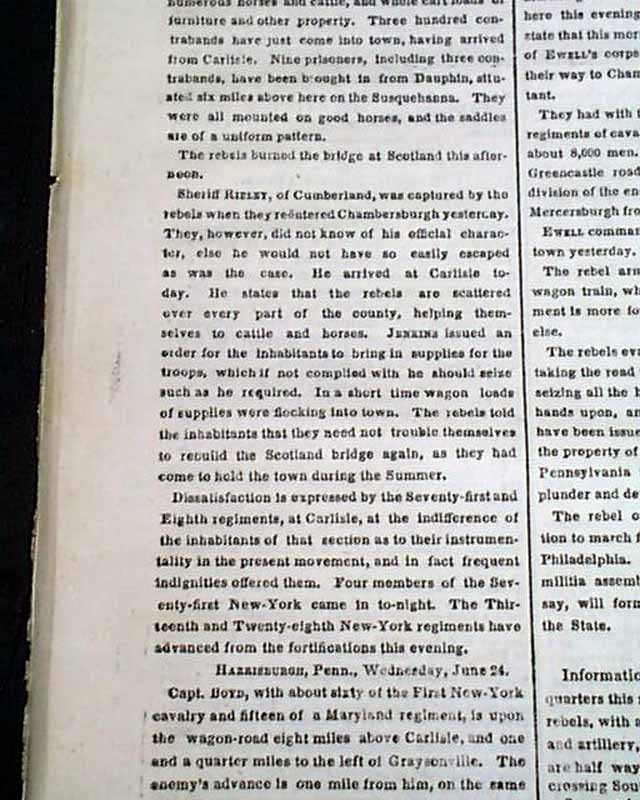 numerous horses and cattle, and whole cart loads of
furniture and other property. Three hundred con-
trabands have just come into town, having arrived
from Carlisle. Nine prisoners, including three con-
trabands, have been brought in from Dauphin, situ-
ated six miles above here on the Susquehanna. They
were all mounted on good horses, and the saddles
are of a uniform pattern.
The rebels burned the bridge at Scotland this after-
noon.
Sheriff RIPLEY, of Cumberland, was captured by the
rebels when they reëntered Chambersburgh yesterday.
They, however, did not know of his official charac-
ter, else he would not have so easily escaped
as was the case. He arrived at Carlisle to-
day. He states that the rebels are scattered
over every part of the county, helping them-
selves to cattle and horses. JENKINS issued an
order for the inhabitants to bring in supplies for the
troops, which if not complied with he should seize
such as he required. In a short time wagon loads
of supplies were flocking into town. The rebels told
the inhabitants that they need not trouble themselves
to rebuild the Scotland bridge again, as they had
come to hold the town during the Summer.
Dissatisfaction is expressed by the Seventy-first and
Eighth regiments, at Carlisle, at the indifference of
the inhabitants of that section as to their instrumen-
tality in the present movement, and in fact frequent
indignities offered them. Four members of the Sev-
enty-first New-York came in to-night. The Thir-
teenth and Twenty-eighth New-York regiments have
advanced from the fortifications this evening.
HARRISBURGH, Penn., Wednesday, June 24.
Capt. BOYD, with about sixty of the First New-York
cavalry and fifteen of a Maryland regiment, is upon
the wagon-road eight miles above Carlisle, and one
and a quarter miles to the left of Graysonville. The
enemy's advance is one mile from him, on the same
here this evening
state that this mor
of EWELL'S corps
their way to Cham
tant.
They had with
regiments of cava
about 8,000 men.
Greencastle road
division of the en
Mercersburgh fro
EWELL comman
town yesterday.
The rebel arm
wagon train, wh
ment is more fo
else.
The rebels ev
taking the road
seizing all the h
hands upon, an
have been issue
the property of
Pennsylvania
plunder and de
The rebel o
tion to march f
Philadelphia.
militia assemb
say, will form
the State.
Informatio
quarters this
rebels, with a
and artillery,
are half way
crossing Sou